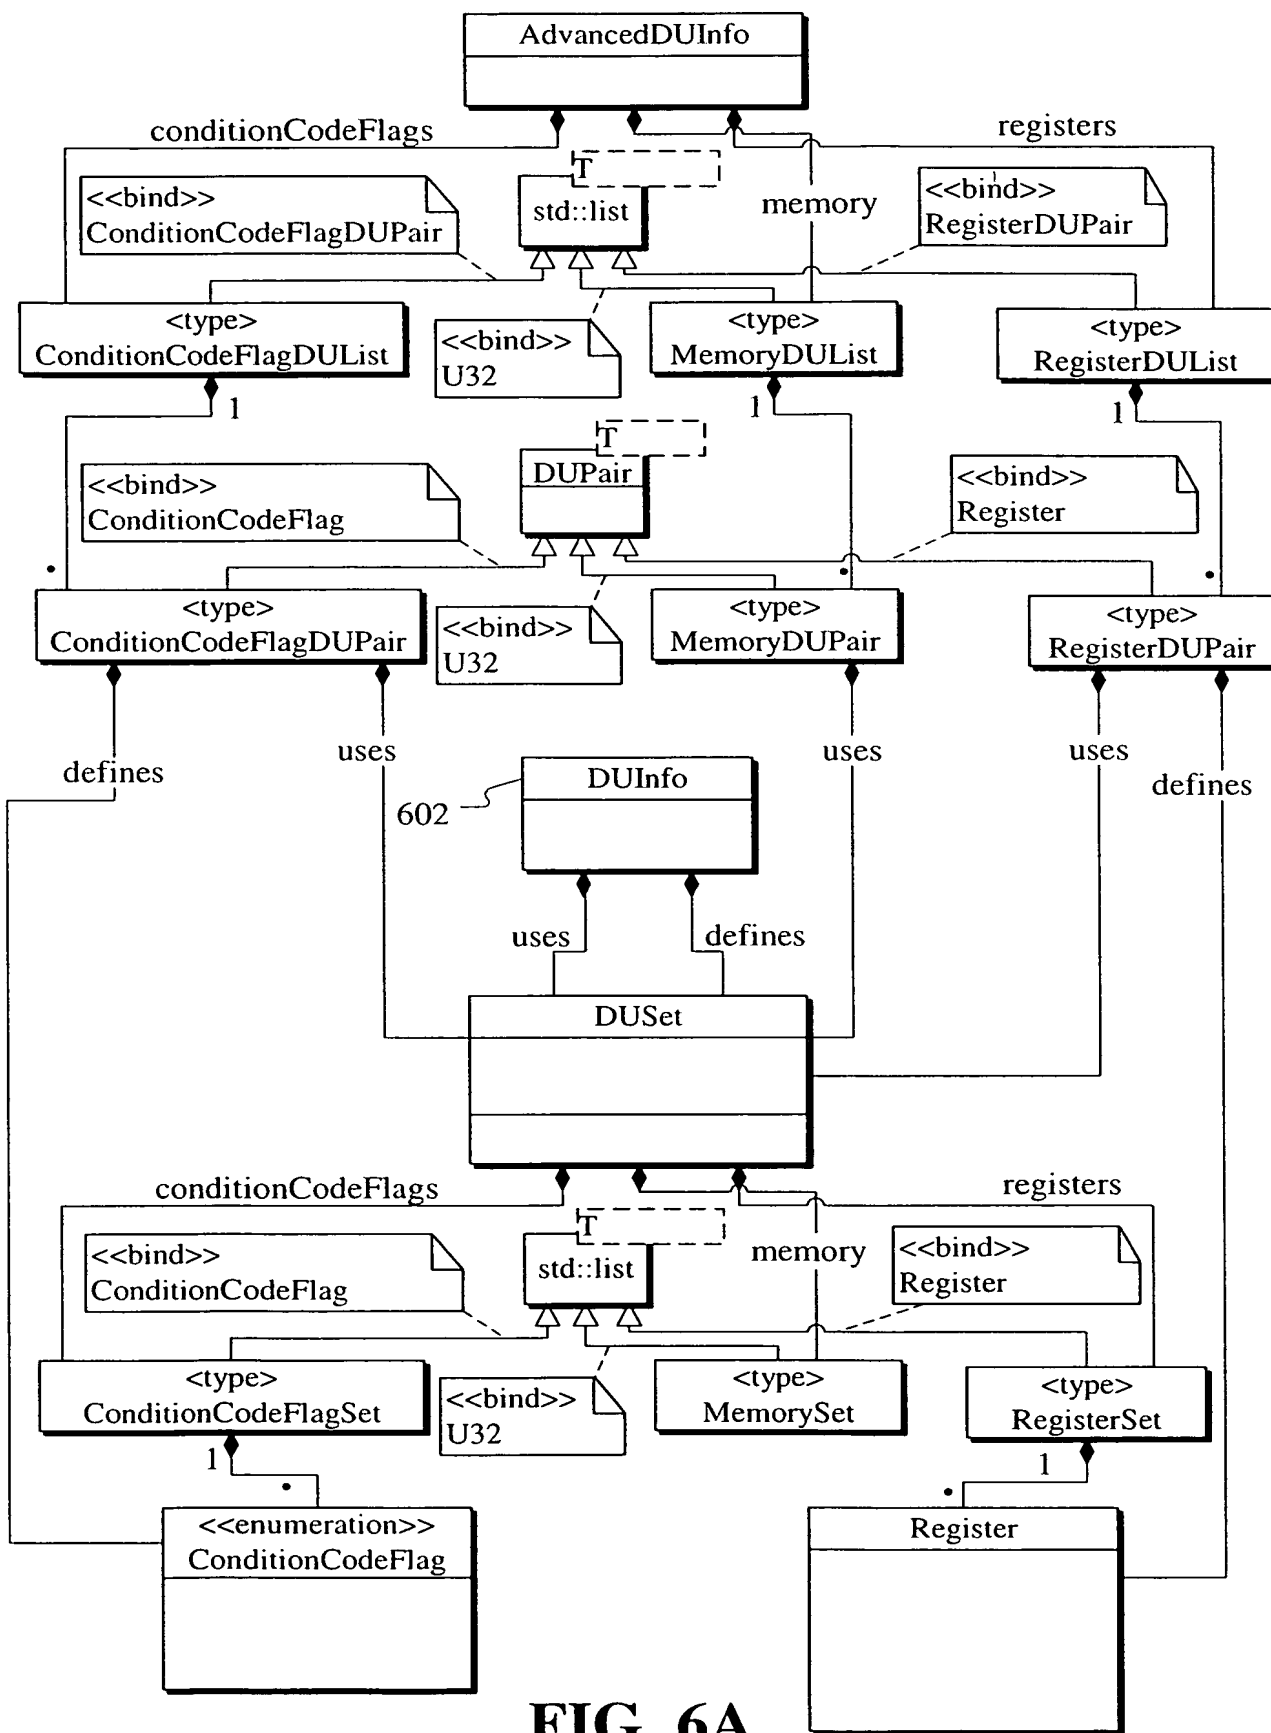 AdvancedDUInfo
conditionCodeFlags
registers
T
<<bind>>
ConditionCodeFlagDUPair
std::list
memory
<<bind>>
RegisterDUPair
<type>
ConditionCodeFlagDUList
<<bind>>
U32
<type>
MemoryDUList
<type>
RegisterDUList
1
1
1
T
<<bind>>
ConditionCodeFlag
DUPair
<<bind>>
Register
•
•
•
<type>
ConditionCodeFlagDUPair
<<bind>>
U32
<type>
MemoryDUPair
<type>
RegisterDUPair
defines
uses
uses
uses
defines
DUInfo
602
uses
defines
DUSet
conditionCodeFlags
registers
T
<<bind>>
ConditionCodeFlag
std::list
memory
<<bind>>
Register
<type>
ConditionCodeFlagSet
<<bind>>
U32
<type>
MemorySet
<type>
RegisterSet
1
•
1
•
<<enumeration>>
ConditionCodeFlag
Register
FIG. 6A